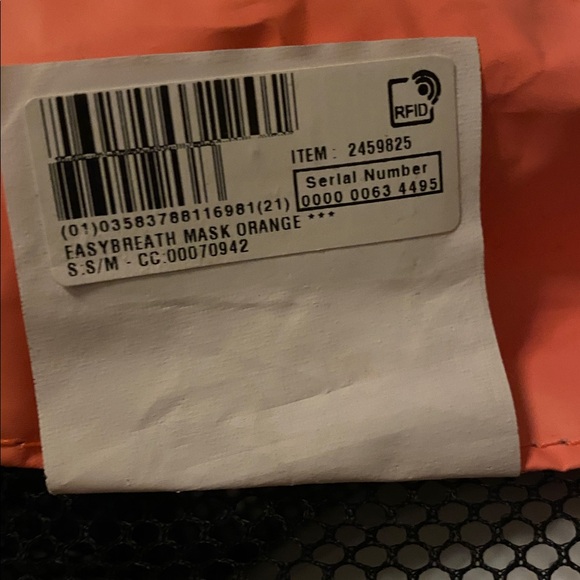 RFID
ITEM : 2459825
Serial Number
0000 0063 4495
(01)03583788116981(21)
EASYBREATH MASK ORANGE ***
S:S/M - CC:00070942